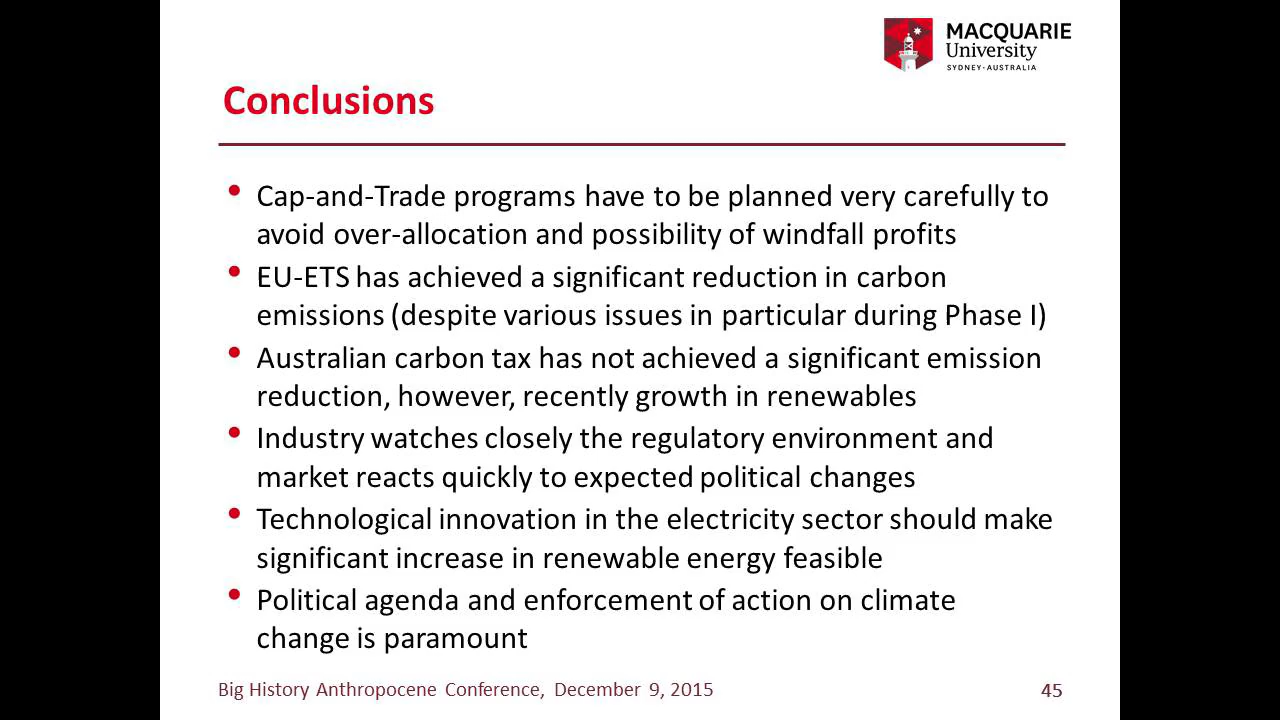 MACQUARIE
University
SYDNEY·AUSTRALIA
Conclusions
• Cap-and-Trade programs have to be planned very carefully to
avoid over-allocation and possibility of windfall profits
• EU-ETS has achieved a significant reduction in carbon
emissions (despite various issues in particular during Phase I)
• Australian carbon tax has not achieved a significant emission
reduction, however, recently growth in renewables
• Industry watches closely the regulatory environment and
market reacts quickly to expected political changes
• Technological innovation in the electricity sector should make
significant increase in renewable energy feasible
• Political agenda and enforcement of action on climate
change is paramount
Big History Anthropocene Conference, December 9, 2015
45